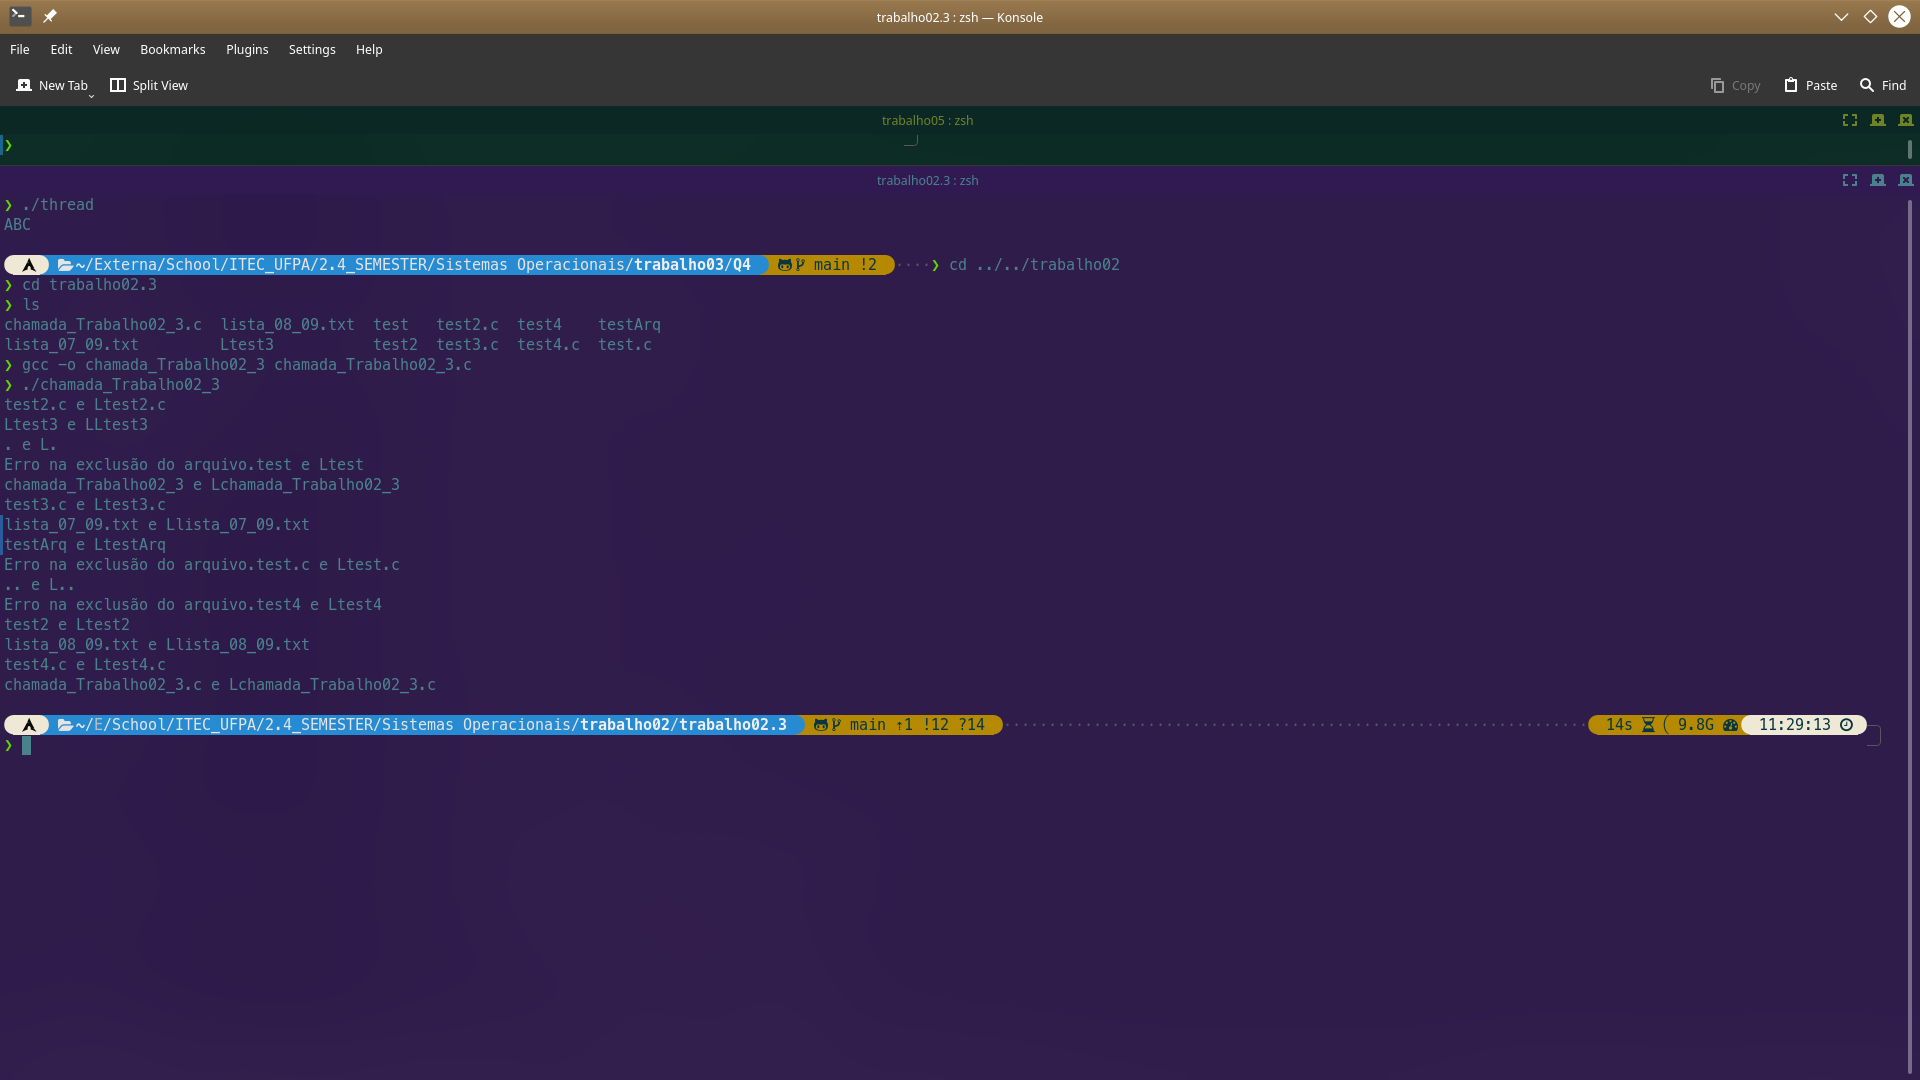 trabalho02.3 : zsh — Konsole
File Edit View Bookmarks Plugins Settings Help
New Tab Split View Copy Paste Find
trabalho05 : zsh
❯
trabalho02.3 : zsh
❯ ./thread
ABC
~/Externa/School/ITEC_UFPA/2.4_SEMESTER/Sistemas Operacionais/trabalho03/Q4 main !2 ····❯ cd ../../trabalho02
❯ cd trabalho02.3
❯ ls
chamada_Trabalho02_3.c lista_08_09.txt test test2.c test4 testArq
lista_07_09.txt Ltest3 test2 test3.c test4.c test.c
❯ gcc -o chamada_Trabalho02_3 chamada_Trabalho02_3.c
❯ ./chamada_Trabalho02_3
test2.c e Ltest2.c
Ltest3 e LLtest3
. e L.
Erro na exclusão do arquivo.test e Ltest
chamada_Trabalho02_3 e Lchamada_Trabalho02_3
test3.c e Ltest3.c
lista_07_09.txt e Llista_07_09.txt
testArq e LtestArq
Erro na exclusão do arquivo.test.c e Ltest.c
.. e L..
Erro na exclusão do arquivo.test4 e Ltest4
test2 e Ltest2
lista_08_09.txt e Llista_08_09.txt
test4.c e Ltest4.c
chamada_Trabalho02_3.c e Lchamada_Trabalho02_3.c
~/E/School/ITEC_UFPA/2.4_SEMESTER/Sistemas Operacionais/trabalho02/trabalho02.3 main ⇡1 !12 ?14 14s 9.8G 11:29:13
❯